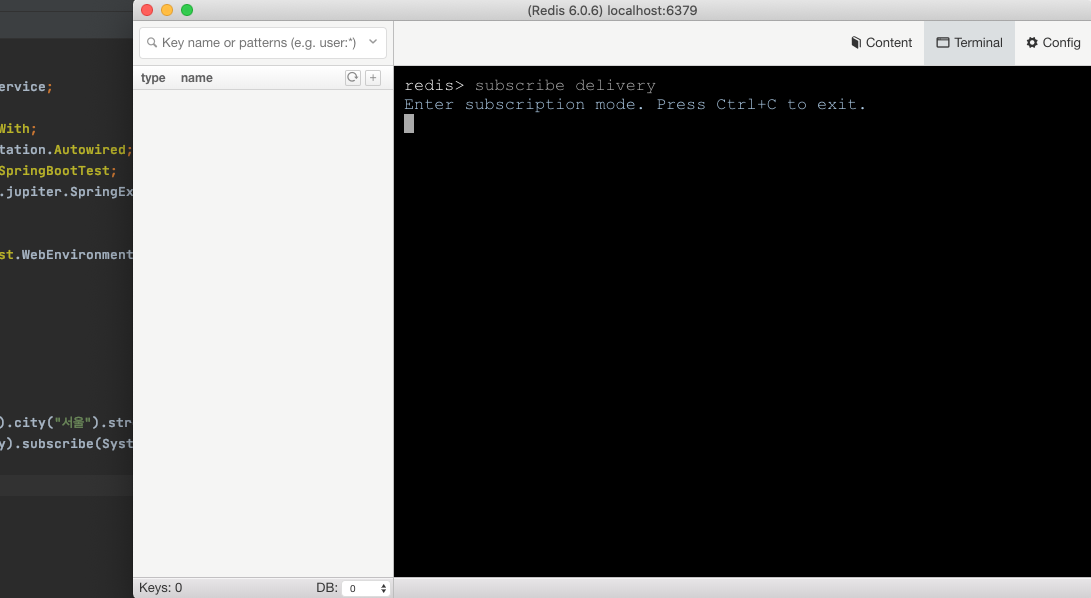 (Redis 6.0.6) localhost:6379
Key name or patterns (e.g. user:*)
Content
Terminal
Config
type name
redis> subscribe delivery
Enter subscription mode. Press Ctrl+C to exit.
ervice;
With;
tation.Autowired;
SpringBootTest;
.jupiter.SpringEx
st.WebEnvironment
).city("서울").str
y).subscribe(Syst
Keys: 0
DB: 0